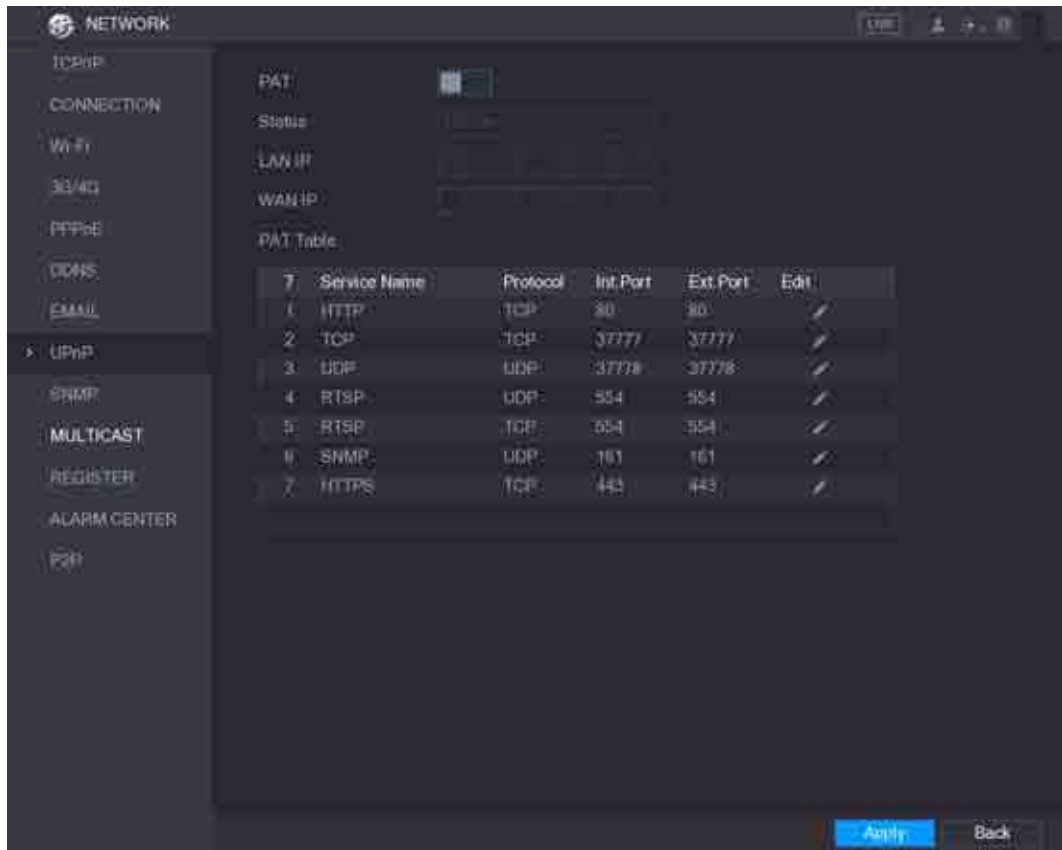 NETWORK
LIVE
TCP/IP
CONNECTION
Wi-Fi
3G/4G
PPPoE
DDNS
EMAIL
UPnP
SNMP
MULTICAST
REGISTER
ALARM CENTER
P2P
PAT
Status
LAN IP
WAN IP
PAT Table
7 Service Name Protocol Int.Port Ext.Port Edit
1 HTTP TCP 80 80
2 TCP TCP 37777 37777
3 UDP UDP 37778 37778
4 RTSP UDP 554 554
5 RTSP TCP 554 554
6 SNMP UDP 161 161
7 HTTPS TCP 443 443
Apply Back